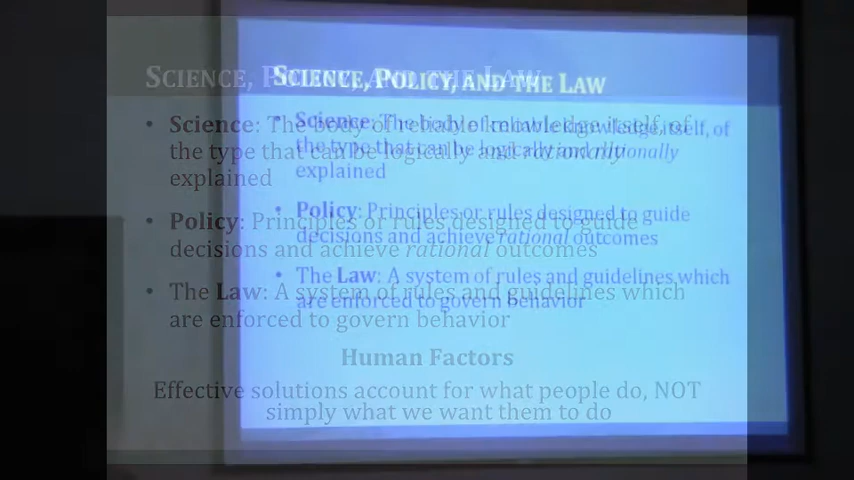 SCIENCE, POLICY, AND THE LAW
• Science: The body of reliable knowledge itself, of
the type that can be logically and rationally
explained
• Policy: Principles or rules designed to guide
decisions and achieve rational outcomes
• The Law: A system of rules and guidelines which
are enforced to govern behavior
Human Factors
Effective solutions account for what people do, NOT
simply what we want them to do
SCIENCE, POLICY, AND THE LAW
• Science: The body of reliable knowledge itself, of
the type that can be logically and rationally
explained
• Policy: Principles or rules designed to guide
decisions and achieve rational outcomes
• The Law: A system of rules and guidelines which
are enforced to govern behavior